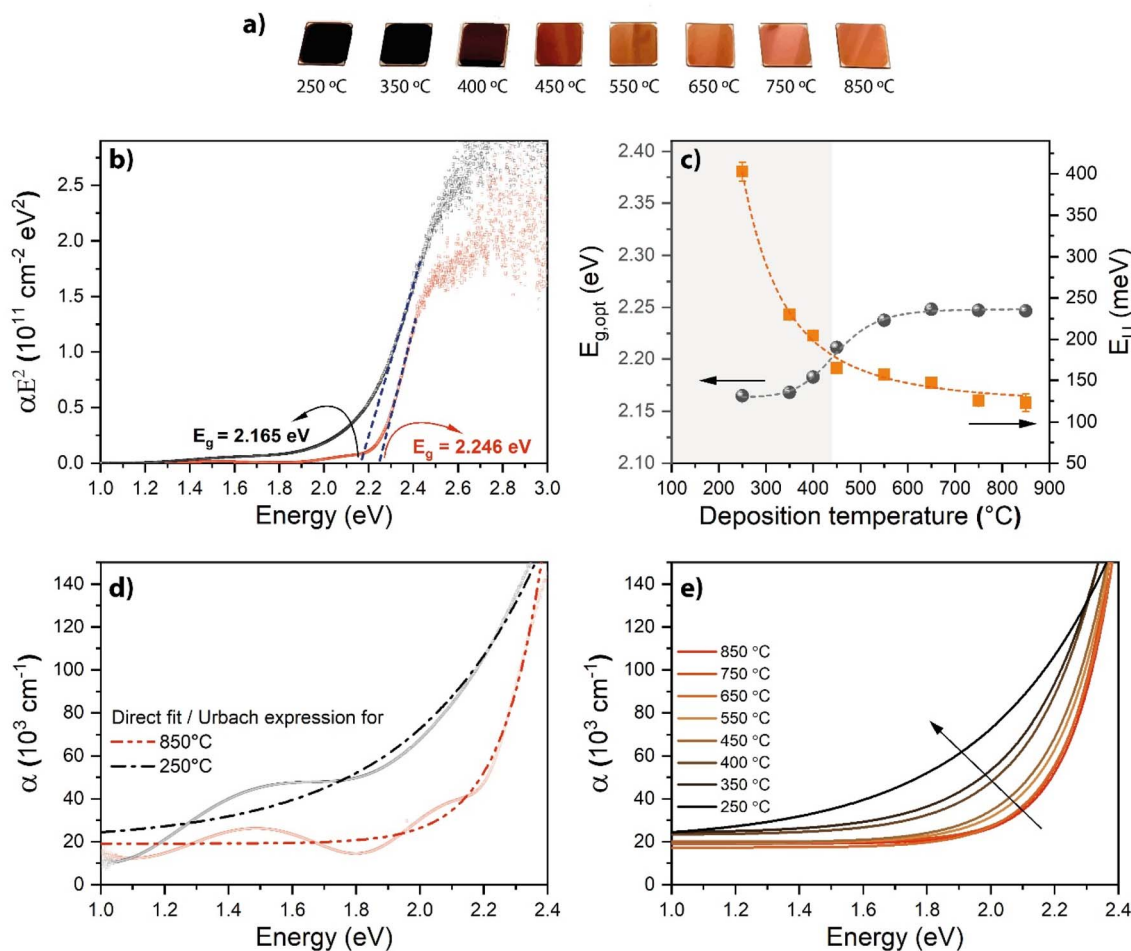 a)
250 ºC 350 ºC 400 ºC 450 ºC 550 ºC 650 ºC 750 ºC 850 ºC
b)
αE² (10¹¹ cm⁻² eV²)
2.5
2.0
1.5
1.0
0.5
0.0
E_g = 2.165 eV
E_g = 2.246 eV
1.0 1.2 1.4 1.6 1.8 2.0 2.2 2.4 2.6 2.8 3.0
Energy (eV)
c)
E_g,opt (eV)
2.40
2.35
2.30
2.25
2.20
2.15
2.10
400
350
300
250
200
150
100
50
E_U (meV)
100 200 300 400 500 600 700 800 900
Deposition temperature (°C)
d)
α (10³ cm⁻¹)
140
120
100
80
60
40
20
0
Direct fit / Urbach expression for
850°C
250°C
1.0 1.2 1.4 1.6 1.8 2.0 2.2 2.4
Energy (eV)
e)
α (10³ cm⁻¹)
140
120
100
80
60
40
20
0
850 °C
750 °C
650 °C
550 °C
450 °C
400 °C
350 °C
250 °C
1.0 1.2 1.4 1.6 1.8 2.0 2.2 2.4
Energy (eV)